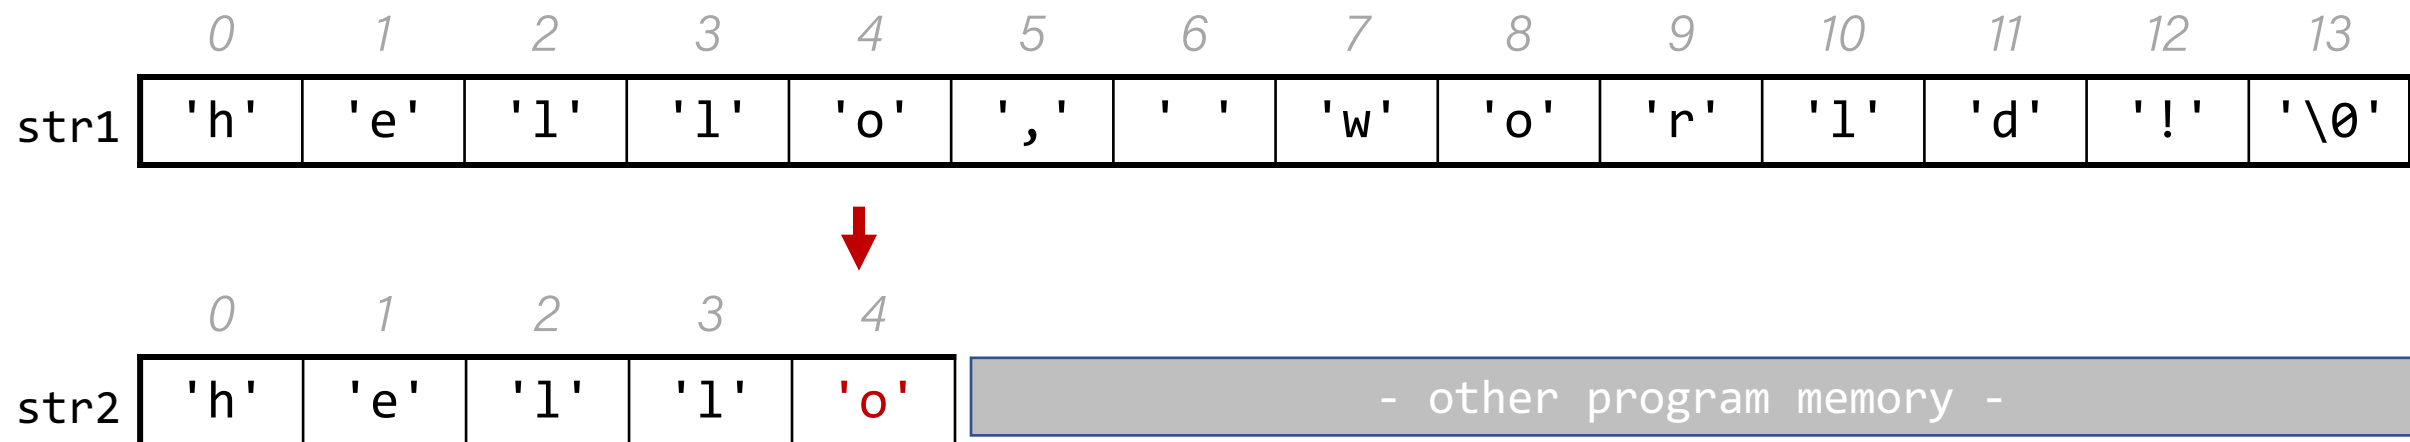 0 1 2 3 4 5 6 7 8 9 10 11 12 13
str1 'h' 'e' 'l' 'l' 'o' ',' ' ' 'w' 'o' 'r' 'l' 'd' '!' '\0'
0 1 2 3 4
str2 'h' 'e' 'l' 'l' 'o' - other program memory -